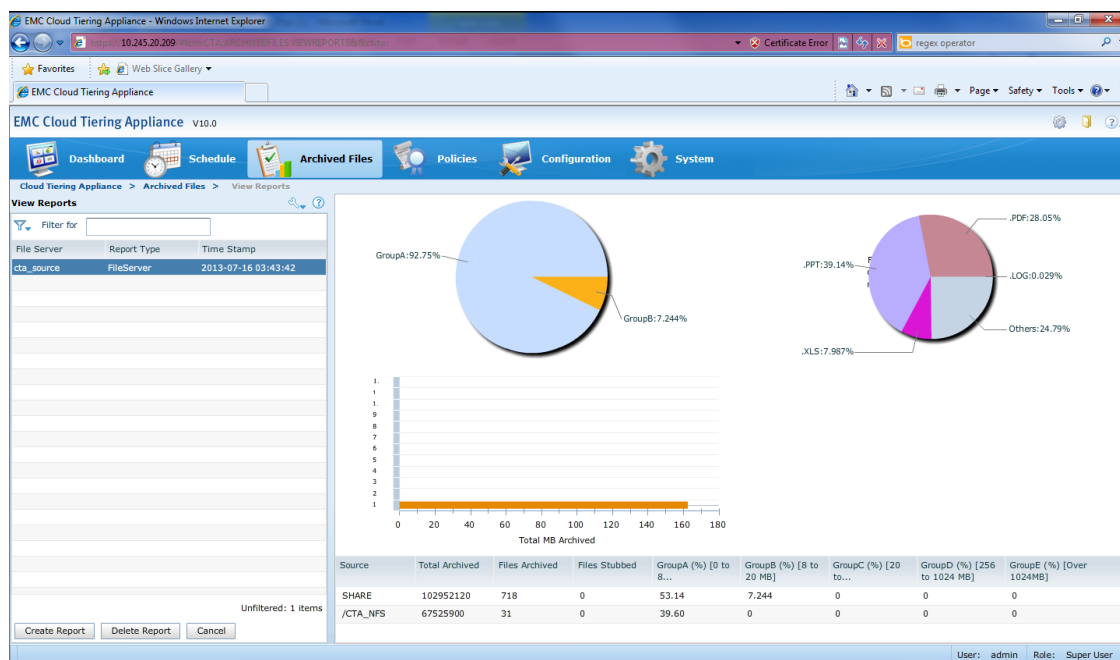 EMC Cloud Tiering Appliance - Windows Internet Explorer
10.245.20.209
Certificate Error
regex operator
Favorites
Web Slice Gallery
EMC Cloud Tiering Appliance
Page
Safety
Tools
EMC Cloud Tiering Appliance V10.0
Dashboard
Schedule
Archived Files
Policies
Configuration
System
Cloud Tiering Appliance > Archived Files > View Reports
View Reports
Filter for
File Server Report Type Time Stamp
cta_source FileServer 2013-07-16 03:43:42
Unfiltered: 1 items
Create Report
Delete Report
Cancel
GroupA:92.75%
GroupB:7.244%
.PDF:28.05%
.PPT:39.14%
.LOG:0.029%
Others:24.79%
.XLS:7.987%
1.
1
1.
9
8
7
6
5
4
3
2
1
0 20 40 60 80 100 120 140 160 180
Total MB Archived
Source Total Archived Files Archived Files Stubbed GroupA (%) [0 to 8... GroupB (%) [8 to 20 MB] GroupC (%) [20 to... GroupD (%) [256 to 1024 MB] GroupE (%) [Over 1024MB]
SHARE 102952120 718 0 53.14 7.244 0 0 0
/CTA_NFS 67525900 31 0 39.60 0 0 0 0
User: admin Role: Super User